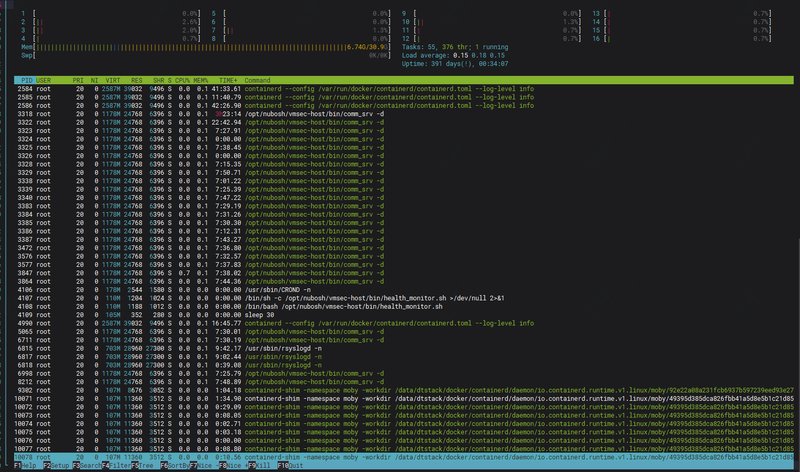 1 [ 0.0%] 5 [ 0.0%] 9 [ 0.7%] 13 [ 0.7%]
2 [|| 2.6%] 6 [ 0.0%] 10 [|| 1.3%] 14 [| 0.7%]
3 [|| 2.0%] 7 [|| 1.3%] 11 [| 0.7%] 15 [| 0.7%]
4 [| 0.7%] 8 [ 0.0%] 12 [| 0.7%] 16 [| 0.7%]
Mem[ 6.74G/30.9G] Tasks: 55, 376 thr; 1 running
Swp[ 0K/0K] Load average: 0.15 0.18 0.15
Uptime: 391 days(!), 00:34:07
PID USER PRI NI VIRT RES SHR S CPU% MEM% TIME+ Command
2584 root 20 0 2587M 39032 9496 S 0.0 0.1 41:33.61 containerd --config /var/run/docker/containerd/containerd.toml --log-level info
2585 root 20 0 2587M 39032 9496 S 0.0 0.1 11:40.79 containerd --config /var/run/docker/containerd/containerd.toml --log-level info
2586 root 20 0 2587M 39032 9496 S 0.0 0.1 42:26.90 containerd --config /var/run/docker/containerd/containerd.toml --log-level info
3318 root 20 0 1178M 24768 6396 S 0.0 0.1 23:14 /opt/nubosh/vmsec-host/bin/comm_srv -d
3322 root 20 0 1178M 24768 6396 S 0.0 0.1 22:42.94 /opt/nubosh/vmsec-host/bin/comm_srv -d
3323 root 20 0 1178M 24768 6396 S 0.0 0.1 7:27.91 /opt/nubosh/vmsec-host/bin/comm_srv -d
3324 root 20 0 1178M 24768 6396 S 0.0 0.1 0:00.00 /opt/nubosh/vmsec-host/bin/comm_srv -d
3325 root 20 0 1178M 24768 6396 S 0.0 0.1 7:38.45 /opt/nubosh/vmsec-host/bin/comm_srv -d
3326 root 20 0 1178M 24768 6396 S 0.0 0.1 0:00.00 /opt/nubosh/vmsec-host/bin/comm_srv -d
3328 root 20 0 1178M 24768 6396 S 0.0 0.1 7:15.35 /opt/nubosh/vmsec-host/bin/comm_srv -d
3329 root 20 0 1178M 24768 6396 S 0.0 0.1 7:50.71 /opt/nubosh/vmsec-host/bin/comm_srv -d
3338 root 20 0 1178M 24768 6396 S 0.0 0.1 7:01.22 /opt/nubosh/vmsec-host/bin/comm_srv -d
3339 root 20 0 1178M 24768 6396 S 0.0 0.1 7:25.39 /opt/nubosh/vmsec-host/bin/comm_srv -d
3340 root 20 0 1178M 24768 6396 S 0.0 0.1 7:47.22 /opt/nubosh/vmsec-host/bin/comm_srv -d
3383 root 20 0 1178M 24768 6396 S 0.0 0.1 7:29.19 /opt/nubosh/vmsec-host/bin/comm_srv -d
3384 root 20 0 1178M 24768 6396 S 0.0 0.1 7:31.26 /opt/nubosh/vmsec-host/bin/comm_srv -d
3385 root 20 0 1178M 24768 6396 S 0.0 0.1 7:30.30 /opt/nubosh/vmsec-host/bin/comm_srv -d
3386 root 20 0 1178M 24768 6396 S 0.0 0.1 7:12.31 /opt/nubosh/vmsec-host/bin/comm_srv -d
3387 root 20 0 1178M 24768 6396 S 0.0 0.1 7:43.27 /opt/nubosh/vmsec-host/bin/comm_srv -d
3472 root 20 0 1178M 24768 6396 S 0.0 0.1 7:36.80 /opt/nubosh/vmsec-host/bin/comm_srv -d
3576 root 20 0 1178M 24768 6396 S 0.0 0.1 7:32.57 /opt/nubosh/vmsec-host/bin/comm_srv -d
3577 root 20 0 1178M 24768 6396 S 0.0 0.1 7:37.83 /opt/nubosh/vmsec-host/bin/comm_srv -d
3847 root 20 0 1178M 24768 6396 S 0.7 0.1 7:38.02 /opt/nubosh/vmsec-host/bin/comm_srv -d
3864 root 20 0 1178M 24768 6396 S 0.0 0.1 7:44.36 /opt/nubosh/vmsec-host/bin/comm_srv -d
4106 root 20 0 178M 2544 1580 S 0.0 0.0 0:00.00 /usr/sbin/CROND -n
4107 root 20 0 110M 1204 1024 S 0.0 0.0 0:00.00 /bin/sh -c /opt/nubosh/vmsec-host/bin/health_monitor.sh >/dev/null 2>&1
4108 root 20 0 110M 1188 1012 S 0.0 0.0 0:00.00 /bin/bash /opt/nubosh/vmsec-host/bin/health_monitor.sh
4109 root 20 0 105M 352 280 S 0.0 0.0 0:00.00 sleep 30
4990 root 20 0 2587M 39032 9496 S 0.0 0.1 16:45.77 containerd --config /var/run/docker/containerd/containerd.toml --log-level info
5065 root 20 0 1178M 24768 6396 S 0.0 0.1 7:30.01 /opt/nubosh/vmsec-host/bin/comm_srv -d
6711 root 20 0 1178M 24768 6396 S 0.0 0.1 7:30.19 /opt/nubosh/vmsec-host/bin/comm_srv -d
6815 root 20 0 703M 28960 27300 S 0.0 0.1 9:42.17 /usr/sbin/rsyslogd -n
6817 root 20 0 703M 28960 27300 S 0.0 0.1 9:02.44 /usr/sbin/rsyslogd -n
6818 root 20 0 703M 28960 27300 S 0.0 0.1 0:39.08 /usr/sbin/rsyslogd -n
24998 root 20 0 1178M 24768 6396 S 0.0 0.1 7:25.79 /opt/nubosh/vmsec-host/bin/comm_srv -d
8212 root 20 0 1178M 24768 6396 S 0.0 0.1 7:48.89 /opt/nubosh/vmsec-host/bin/comm_srv -d
9302 root 20 0 107M 8676 3052 S 0.0 0.0 1:04.18 containerd-shim -namespace moby -workdir /data/dtstack/docker/containerd/daemon/io.containerd.runtime.v1.linux/moby/92e22a08a231fcb6937b597239eed93e27
10071 root 20 0 107M 11360 3512 S 0.0 0.0 1:34.90 containerd-shim -namespace moby -workdir /data/dtstack/docker/containerd/daemon/io.containerd.runtime.v1.linux/moby/49395d385dca826fbb41a5d8e5b1c21d85
10072 root 20 0 107M 11360 3512 S 0.0 0.0 0:29.09 containerd-shim -namespace moby -workdir /data/dtstack/docker/containerd/daemon/io.containerd.runtime.v1.linux/moby/49395d385dca826fbb41a5d8e5b1c21d85
10073 root 20 0 107M 11360 3512 S 0.0 0.0 0:08.05 containerd-shim -namespace moby -workdir /data/dtstack/docker/containerd/daemon/io.containerd.runtime.v1.linux/moby/49395d385dca826fbb41a5d8e5b1c21d85
10074 root 20 0 107M 11360 3512 S 0.0 0.0 0:02.71 containerd-shim -namespace moby -workdir /data/dtstack/docker/containerd/daemon/io.containerd.runtime.v1.linux/moby/49395d385dca826fbb41a5d8e5b1c21d85
10075 root 20 0 107M 11360 3512 S 0.0 0.0 0:03.18 containerd-shim -namespace moby -workdir /data/dtstack/docker/containerd/daemon/io.containerd.runtime.v1.linux/moby/49395d385dca826fbb41a5d8e5b1c21d85
10076 root 20 0 107M 11360 3512 S 0.0 0.0 0:00.00 containerd-shim -namespace moby -workdir /data/dtstack/docker/containerd/daemon/io.containerd.runtime.v1.linux/moby/49395d385dca826fbb41a5d8e5b1c21d85
10077 root 20 0 107M 11360 3512 S 0.0 0.0 0:06.80 containerd-shim -namespace moby -workdir /data/dtstack/docker/containerd/daemon/io.containerd.runtime.v1.linux/moby/49395d385dca826fbb41a5d8e5b1c21d85
10078 root 20 0 107M 11360 3512 S 0.0 0.0 0:10.56 containerd-shim -namespace moby -workdir /data/dtstack/docker/containerd/daemon/io.containerd.runtime.v1.linux/moby/49395d385dca826fbb41a5d8e5b1c21d85
F1Help F2Setup F3SearchF4FilterF5Tree F6SortByF7Nice -F8Nice +F9Kill F10Quit